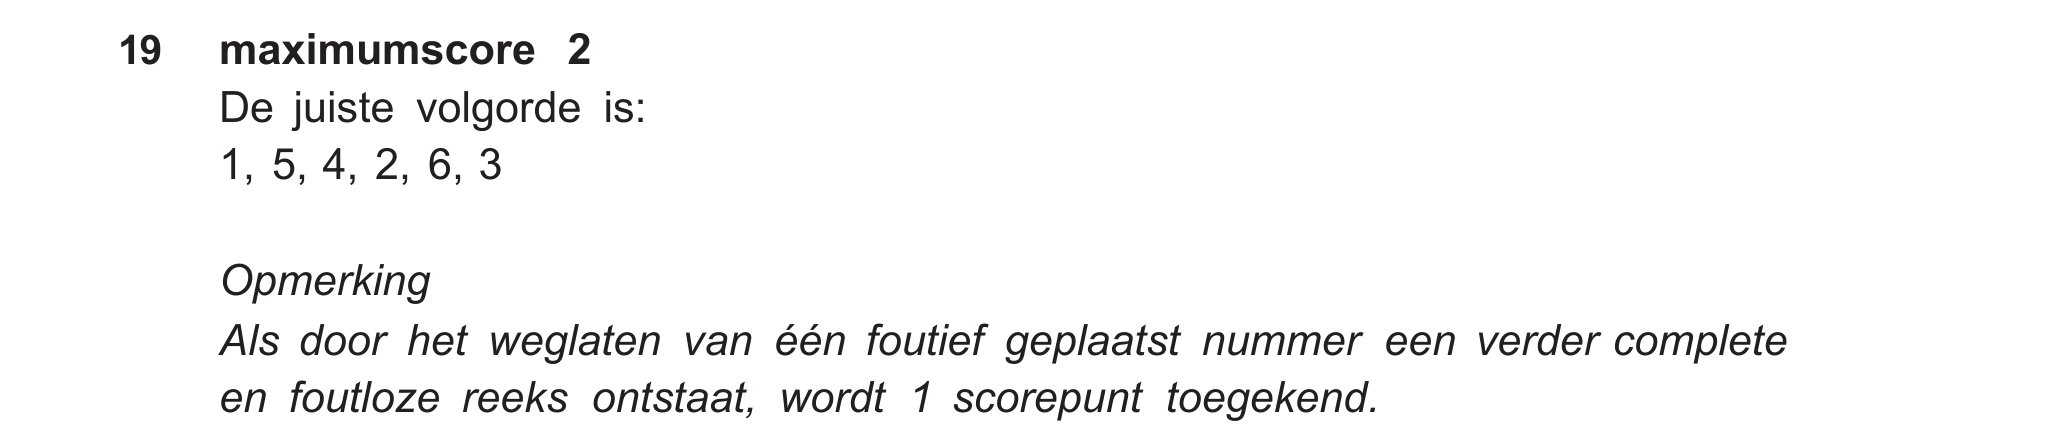 19 maximumscore 2
De juiste volgorde is:
1, 5, 4, 2, 6, 3
Opmerking
Als door het weglaten van één foutief geplaatst nummer een verder complete
en foutloze reeks ontstaat, wordt 1 scorepunt toegekend.